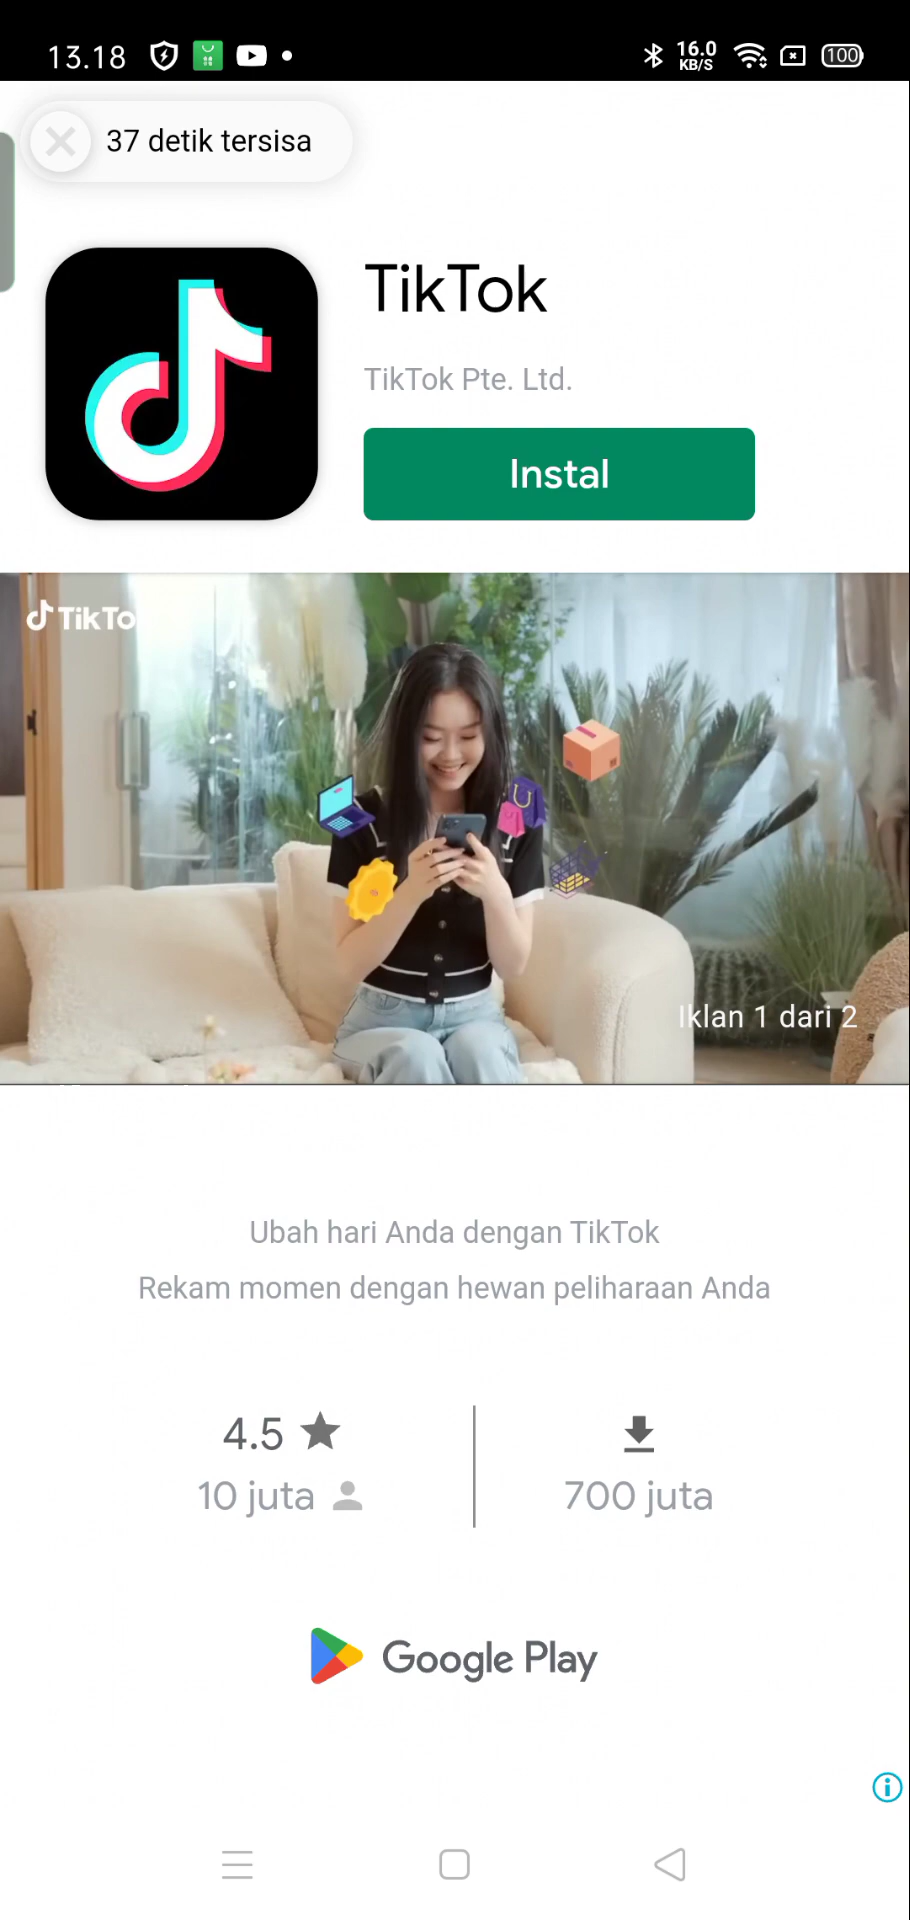 13.18
16.0
KB/S
100
37 detik tersisa
TikTok
TikTok Pte. Ltd.
Instal
TikTo
Iklan 1 dari 2
Ubah hari Anda dengan TikTok
Rekam momen dengan hewan peliharaan Anda
4.5
10 juta
700 juta
Google Play